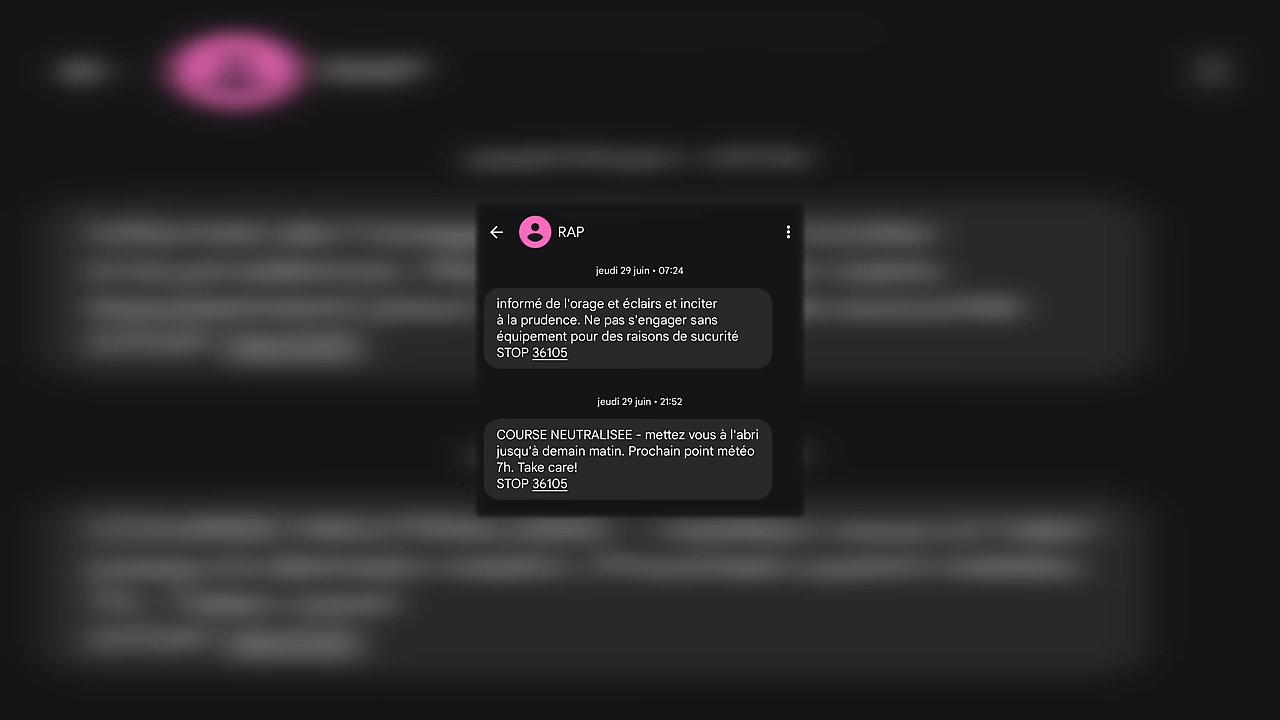 RAP
jeudi 29 juin • 07:24
informé de l'orage et éclairs et inciter
à la prudence. Ne pas s'engager sans
équipement pour des raisons de sucurité
STOP 36105
jeudi 29 juin • 21:52
COURSE NEUTRALISEE - mettez vous à l'abri
jusqu'à demain matin. Prochain point météo
7h. Take care!
STOP 36105